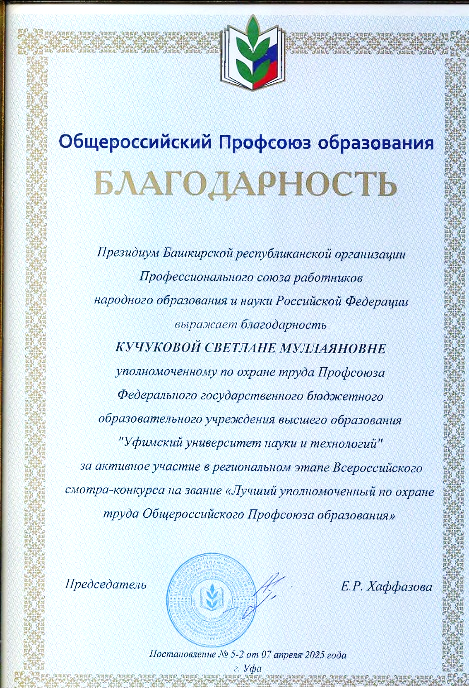 Общероссийский Профсоюз образования
БЛАГОДАРНОСТЬ
Президиум Башкирской республиканской организации
Профессионального союза работников
народного образования и науки Российской Федерации
выражает благодарность
КУЧУКОВОЙ СВЕТЛАНЕ МУЛЛАЯНОВНЕ
уполномоченному по охране труда Профсоюза
Федерального государственного бюджетного
образовательного учреждения высшего образования
"Уфимский университет науки и технологий"
за активное участие в региональном этапе Всероссийского
смотра-конкурса на звание «Лучший уполномоченный по охране
труда Общероссийского Профсоюза образования»
Председатель Е.Р. Хаффазова
Постановление № 5-2 от 07 апреля 2025 года
г. Уфа